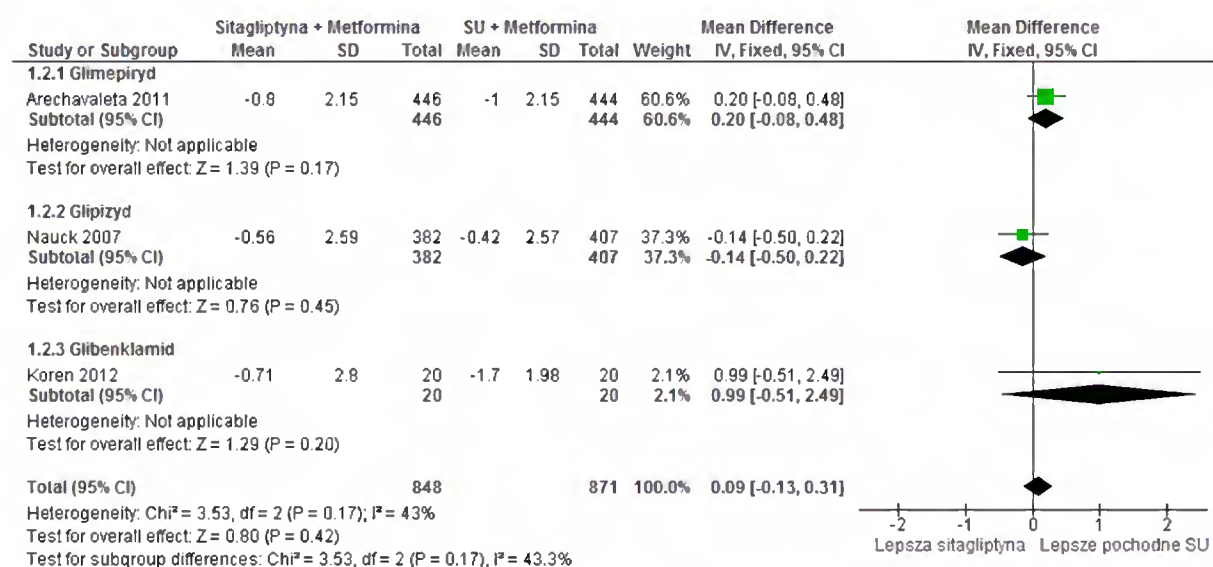 Sitagliptyna + Metformina SU + Metformina Mean Difference Mean Difference
Study or Subgroup Mean SD Total Mean SD Total Weight IV, Fixed, 95% CI IV, Fixed, 95% CI
1.2.1 Glimepiryd
Arechavaleta 2011 -0.8 2.15 446 -1 2.15 444 60.6% 0.20 [-0.08, 0.48]
Subtotal (95% CI) 446 444 60.6% 0.20 [-0.08, 0.48]
Heterogeneity: Not applicable
Test for overall effect: Z = 1.39 (P = 0.17)
1.2.2 Glipizyd
Nauck 2007 -0.56 2.59 382 -0.42 2.57 407 37.3% -0.14 [-0.50, 0.22]
Subtotal (95% CI) 382 407 37.3% -0.14 [-0.50, 0.22]
Heterogeneity: Not applicable
Test for overall effect: Z = 0.76 (P = 0.45)
1.2.3 Glibenklamid
Koren 2012 -0.71 2.8 20 -1.7 1.98 20 2.1% 0.99 [-0.51, 2.49]
Subtotal (95% CI) 20 20 2.1% 0.99 [-0.51, 2.49]
Heterogeneity: Not applicable
Test for overall effect: Z = 1.29 (P = 0.20)
Total (95% CI) 848 871 100.0% 0.09 [-0.13, 0.31]
Heterogeneity: Chi² = 3.53, df = 2 (P = 0.17); I² = 43%
Test for overall effect: Z = 0.80 (P = 0.42)
Test for subgroup differences: Chi² = 3.53, df = 2 (P = 0.17), I² = 43.3%
-2 -1 0 1 2
Lepsza sitagliptyna Lepsze pochodne SU